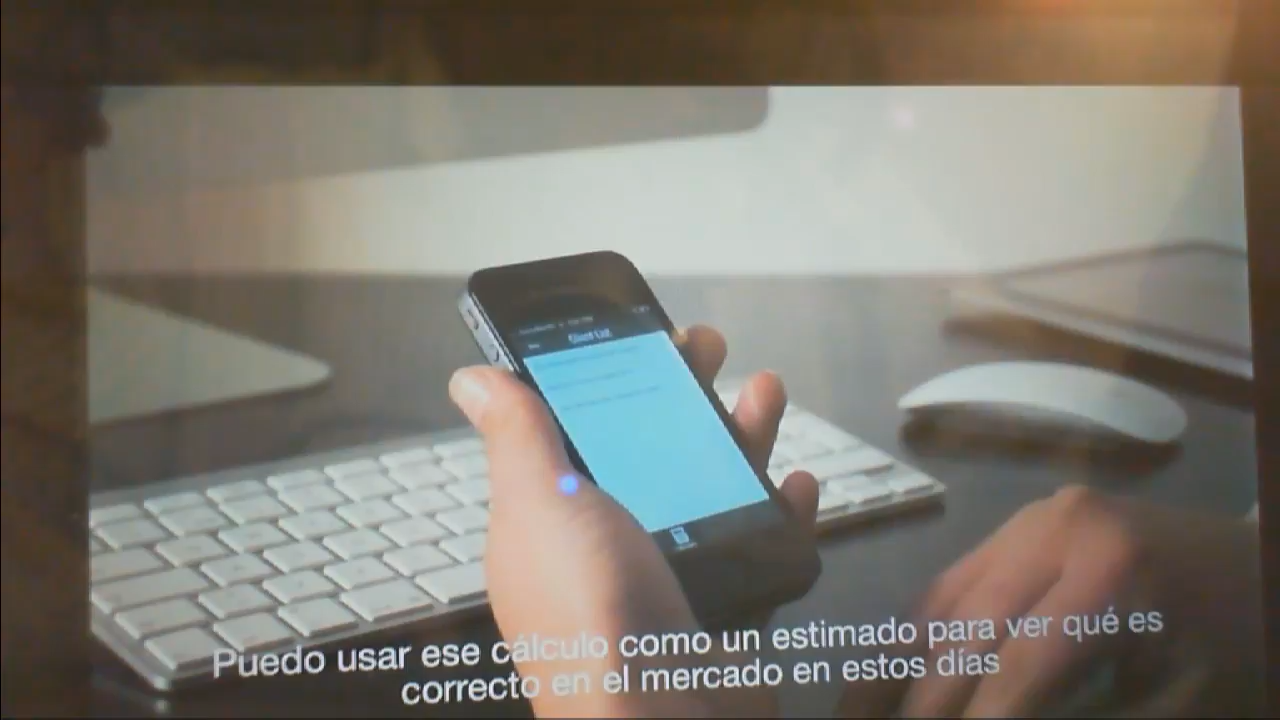 Puedo usar ese cálculo como un estimado para ver qué es
correcto en el mercado en estos días